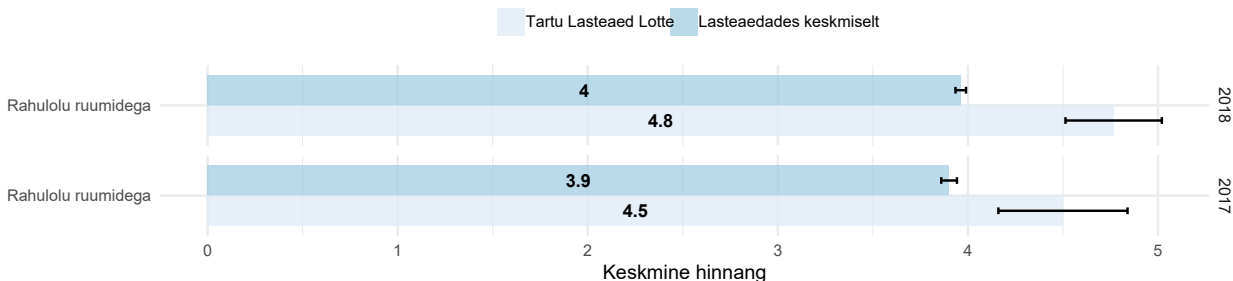 Tartu Lasteaed Lotte Lasteaedades keskmiselt
Rahulolu ruumidega
4
4.8
2018
Rahulolu ruumidega
3.9
4.5
2017
0 1 2 3 4 5
Keskmine hinnang